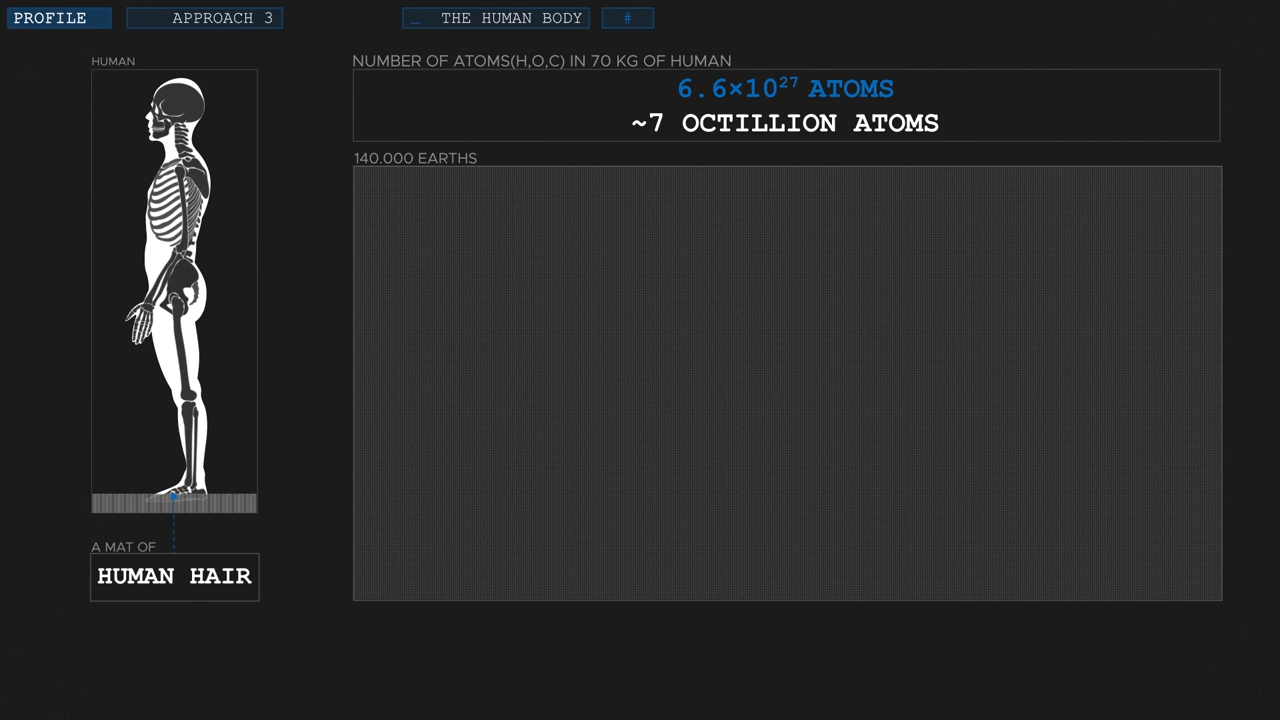 PROFILE
APPROACH 3
_ THE HUMAN BODY
#
HUMAN
NUMBER OF ATOMS(H,O,C) IN 70 KG OF HUMAN
6.6×10²⁷ ATOMS
~7 OCTILLION ATOMS
140,000 EARTHS
A MAT OF
HUMAN HAIR